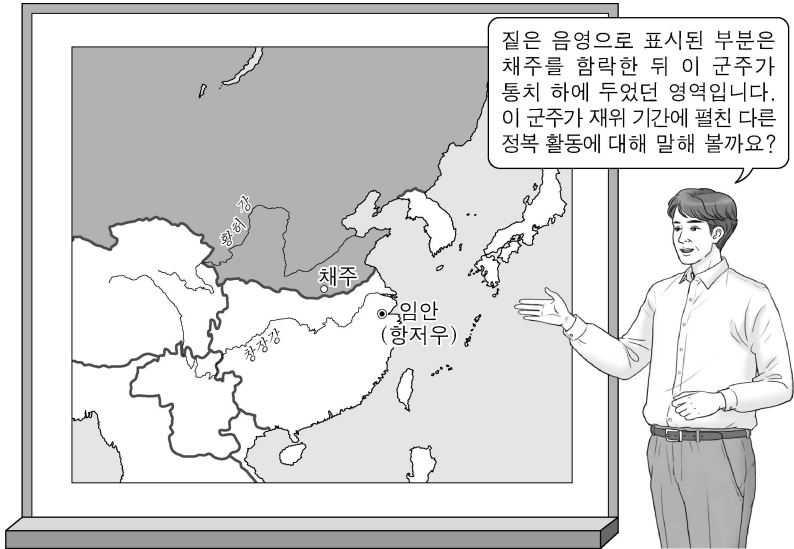 짙은 음영으로 표시된 부분은
채주를 함락한 뒤 이 군주가
통치 하에 두었던 영역입니다.
이 군주가 재위 기간에 펼친 다른
정복 활동에 대해 말해 볼까요?
황허 강
채주
임안
(항저우)
창장강